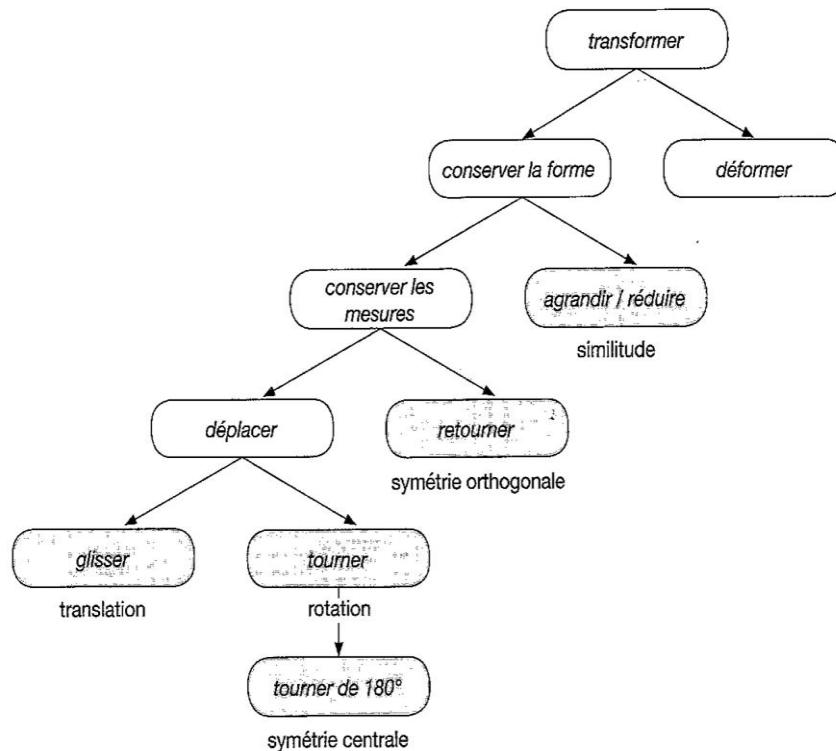 transformer
conserver la forme
déformer
conserver les
mesures
agrandir / réduire
similitude
déplacer
retourner
symétrie orthogonale
glisser
tourner
translation
rotation
tourner de 180°
symétrie centrale